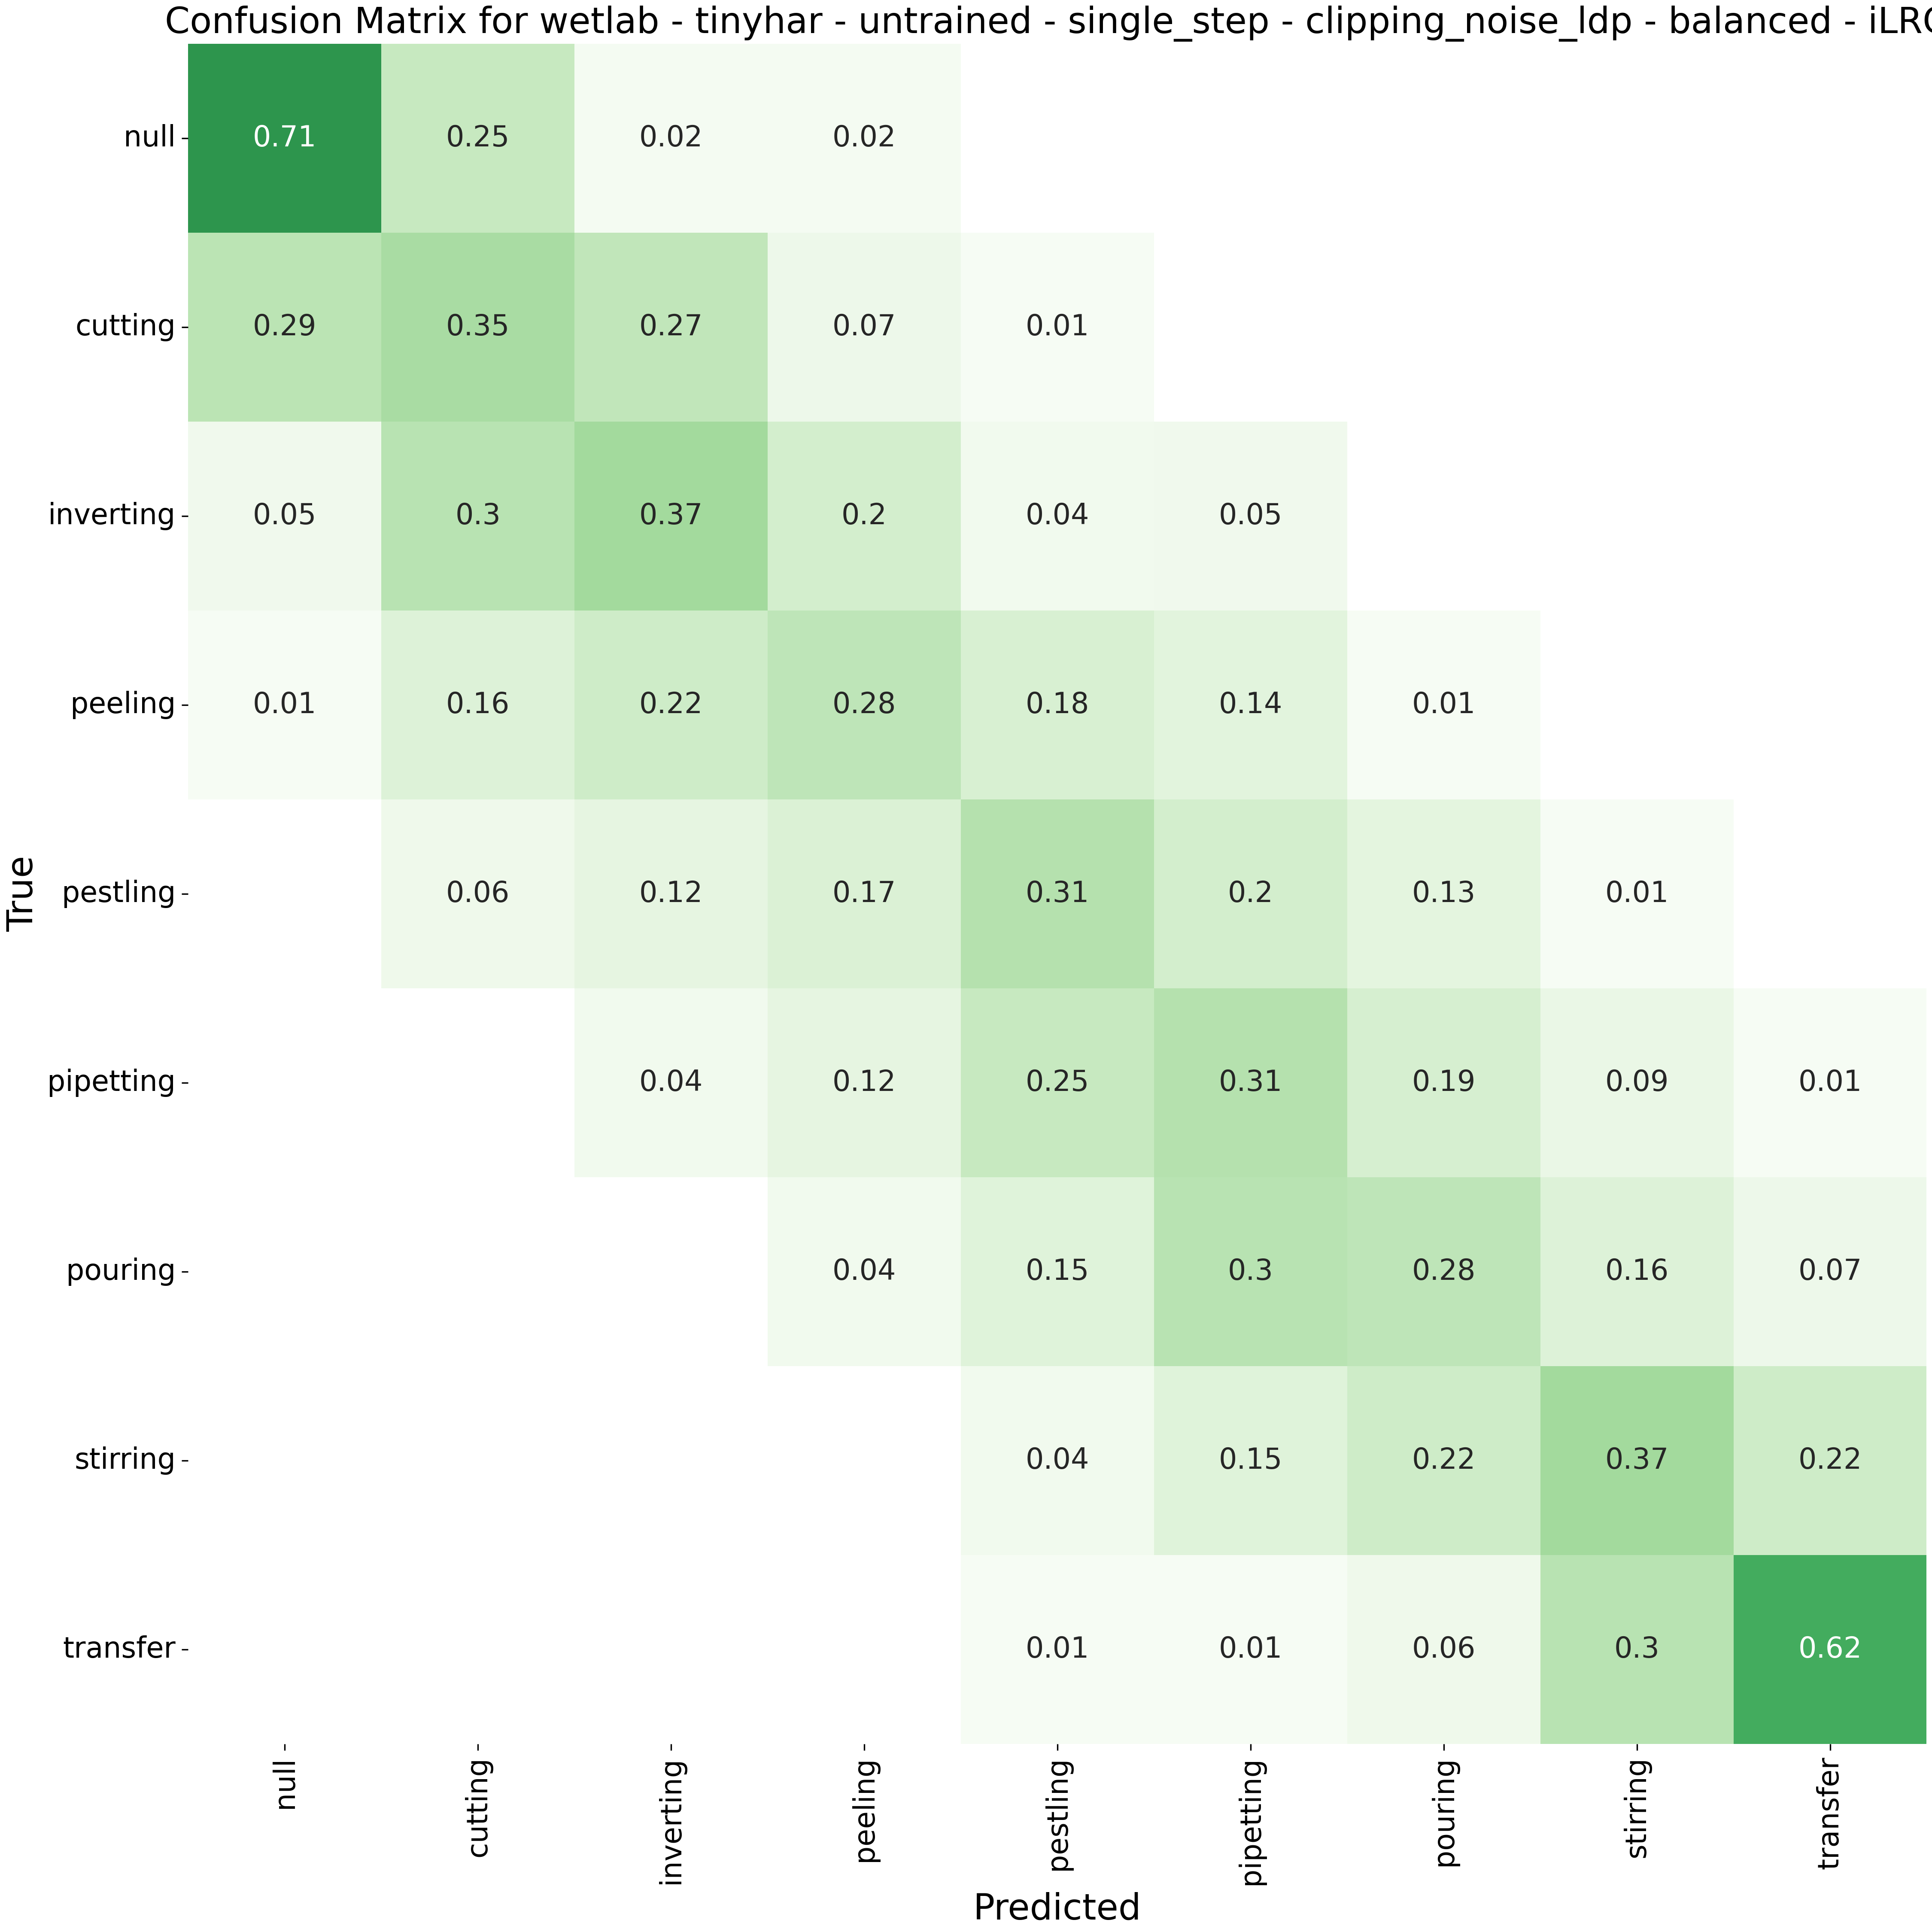 Confusion Matrix for wetlab - tinyhar - untrained - single_step - clipping_noise_ldp - balanced - iLRG
null 0.71 0.25 0.02 0.02
cutting 0.29 0.35 0.27 0.07 0.01
inverting 0.05 0.3 0.37 0.2 0.04 0.05
peeling 0.01 0.16 0.22 0.28 0.18 0.14 0.01
pestling 0.06 0.12 0.17 0.31 0.2 0.13 0.01
pipetting 0.04 0.12 0.25 0.31 0.19 0.09 0.01
pouring 0.04 0.15 0.3 0.28 0.16 0.07
stirring 0.04 0.15 0.22 0.37 0.22
transfer 0.01 0.01 0.06 0.3 0.62
True
null cutting inverting peeling pestling pipetting pouring stirring transfer
Predicted